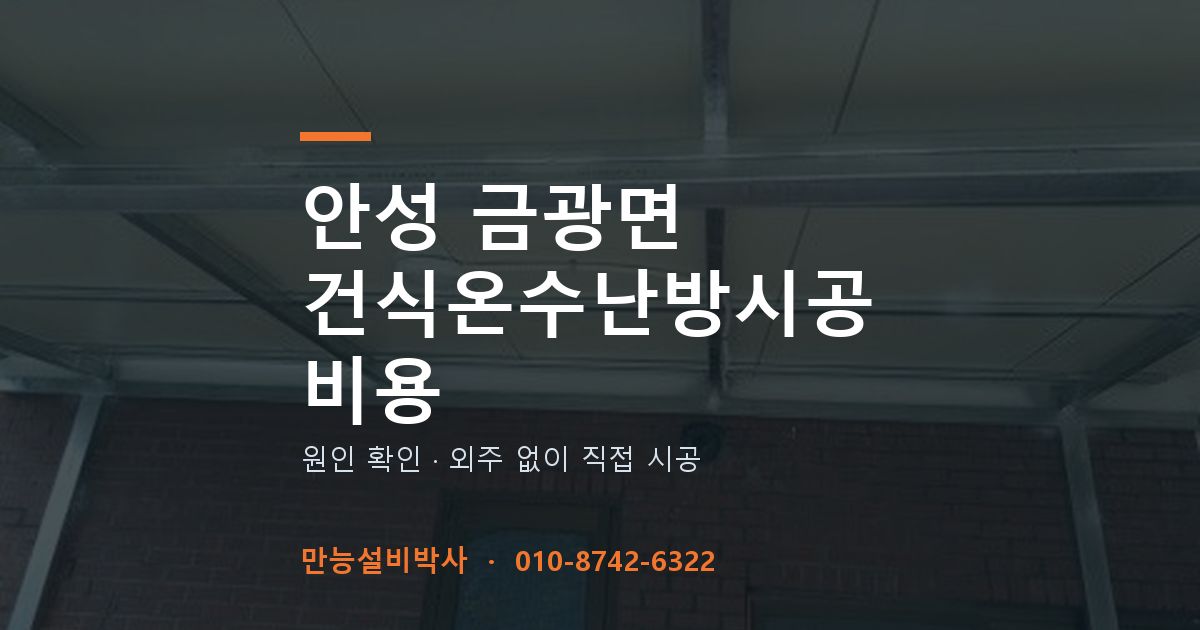 안성 금광면
건식온수난방시공
비용
원인 확인 · 외주 없이 직접 시공
만능설비박사 · 010-8742-6322